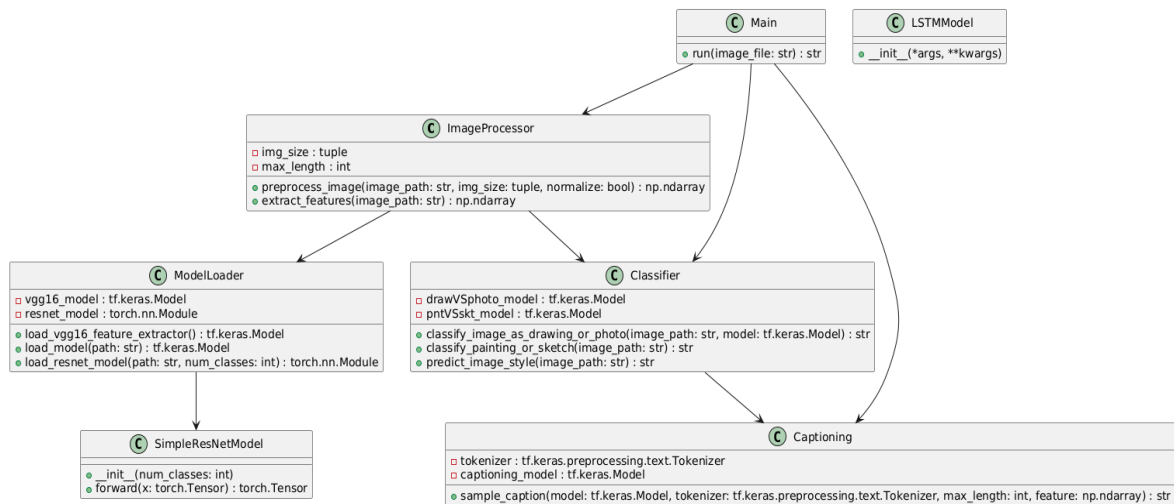 C Main
run(image_file: str) : str
C LSTMModel
__init__(*args, **kwargs)
C ImageProcessor
img_size : tuple
max_length : int
preprocess_image(image_path: str, img_size: tuple, normalize: bool) : np.ndarray
extract_features(image_path: str) : np.ndarray
C ModelLoader
vgg16_model : tf.keras.Model
resnet_model : torch.nn.Module
load_vgg16_feature_extractor() : tf.keras.Model
load_model(path: str) : tf.keras.Model
load_resnet_model(path: str, num_classes: int) : torch.nn.Module
C Classifier
drawVSphoto_model : tf.keras.Model
pntVSskt_model : tf.keras.Model
classify_image_as_drawing_or_photo(image_path: str, model: tf.keras.Model) : str
classify_painting_or_sketch(image_path: str) : str
predict_image_style(image_path: str) : str
C SimpleResNetModel
__init__(num_classes: int)
forward(x: torch.Tensor) : torch.Tensor
C Captioning
tokenizer : tf.keras.preprocessing.text.Tokenizer
captioning_model : tf.keras.Model
sample_caption(model: tf.keras.Model, tokenizer: tf.keras.preprocessing.text.Tokenizer, max_length: int, feature: np.ndarray) : str